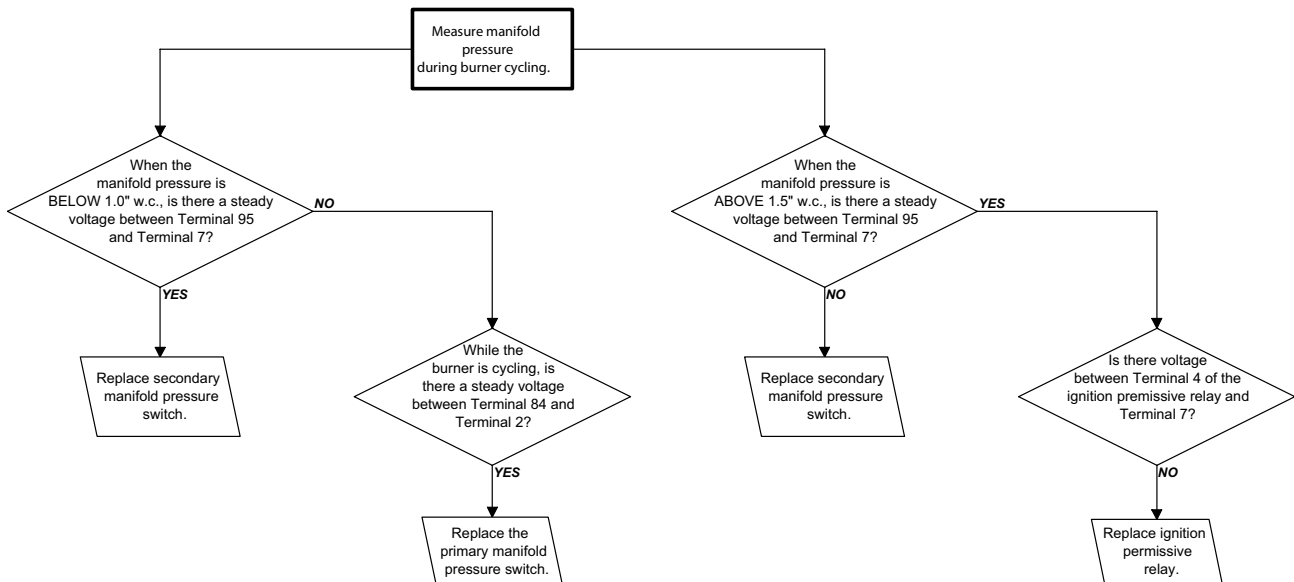 Measure manifold
pressure
during burner cycling.
When the
manifold pressure is
BELOW 1.0" w.c., is there a steady
voltage between Terminal 95
and Terminal 7?
NO
YES
Replace secondary
manifold pressure
switch.
While the
burner is cycling, is
there a steady voltage
between Terminal 84 and
Terminal 2?
YES
Replace the
primary manifold
pressure switch.
When the
manifold pressure is
ABOVE 1.5" w.c., is there a steady
voltage between Terminal 95
and Terminal 7?
YES
NO
Replace secondary
manifold pressure
switch.
Is there voltage
between Terminal 4 of the
ignition premissive relay and
Terminal 7?
NO
Replace ignition
permissive
relay.